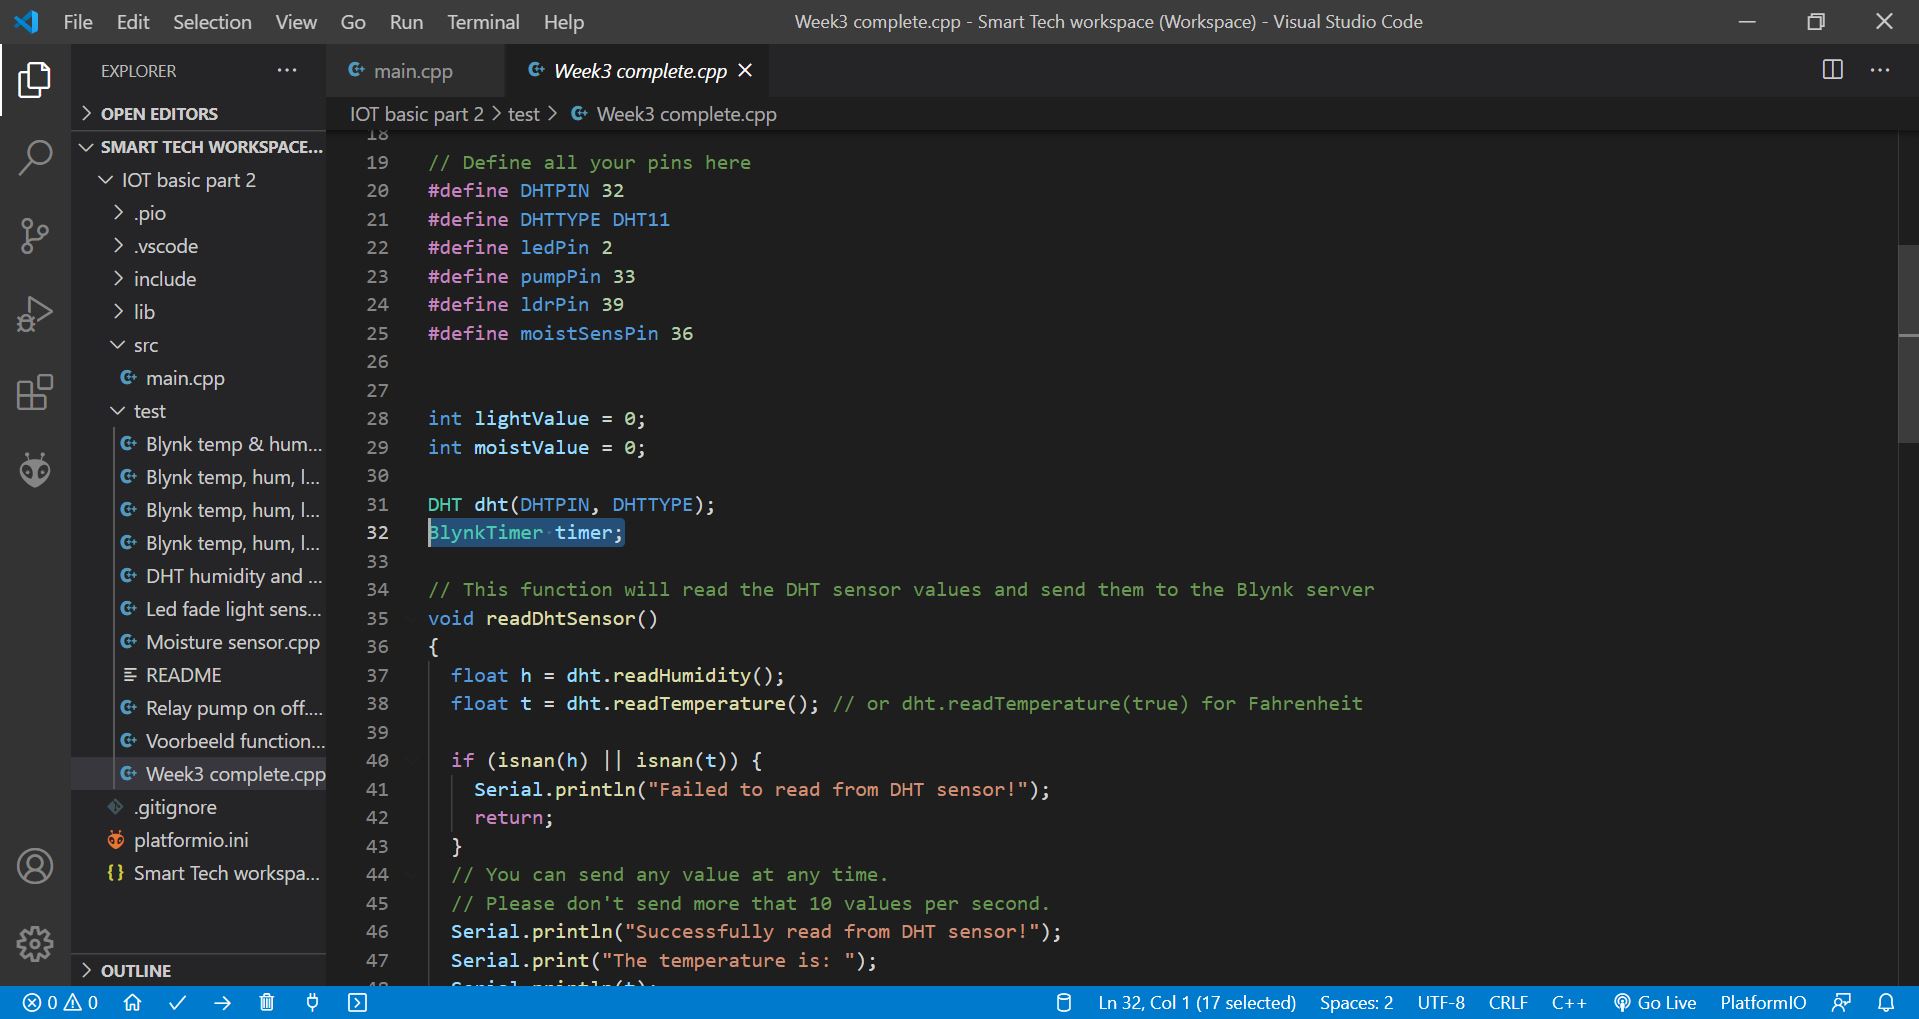 File Edit Selection View Go Run Terminal Help
Week3 complete.cpp - Smart Tech workspace (Workspace) - Visual Studio Code
EXPLORER
OPEN EDITORS
SMART TECH WORKSPACE...
IOT basic part 2
.pio
.vscode
include
lib
src
main.cpp
test
Blynk temp & hum...
Blynk temp, hum, l...
Blynk temp, hum, l...
Blynk temp, hum, l...
DHT humidity and ...
Led fade light sens...
Moisture sensor.cpp
README
Relay pump on off....
Voorbeeld function...
Week3 complete.cpp
.gitignore
platformio.ini
{} Smart Tech workspa...
OUTLINE
main.cpp
Week3 complete.cpp
IOT basic part 2 > test > Week3 complete.cpp
18
19 // Define all your pins here
20 #define DHTPIN 32
21 #define DHTTYPE DHT11
22 #define ledPin 2
23 #define pumpPin 33
24 #define ldrPin 39
25 #define moistSensPin 36
26
27
28 int lightValue = 0;
29 int moistValue = 0;
30
31 DHT dht(DHTPIN, DHTTYPE);
32 BlynkTimer timer;
33
34 // This function will read the DHT sensor values and send them to the Blynk server
35 void readDhtSensor()
36 {
37 float h = dht.readHumidity();
38 float t = dht.readTemperature(); // or dht.readTemperature(true) for Fahrenheit
39
40 if (isnan(h) || isnan(t)) {
41 Serial.println("Failed to read from DHT sensor!");
42 return;
43 }
44 // You can send any value at any time.
45 // Please don't send more that 10 values per second.
46 Serial.println("Successfully read from DHT sensor!");
47 Serial.print("The temperature is: ");
48 Serial.println(t);
0 0
Ln 32, Col 1 (17 selected) Spaces: 2 UTF-8 CRLF C++ Go Live PlatformIO